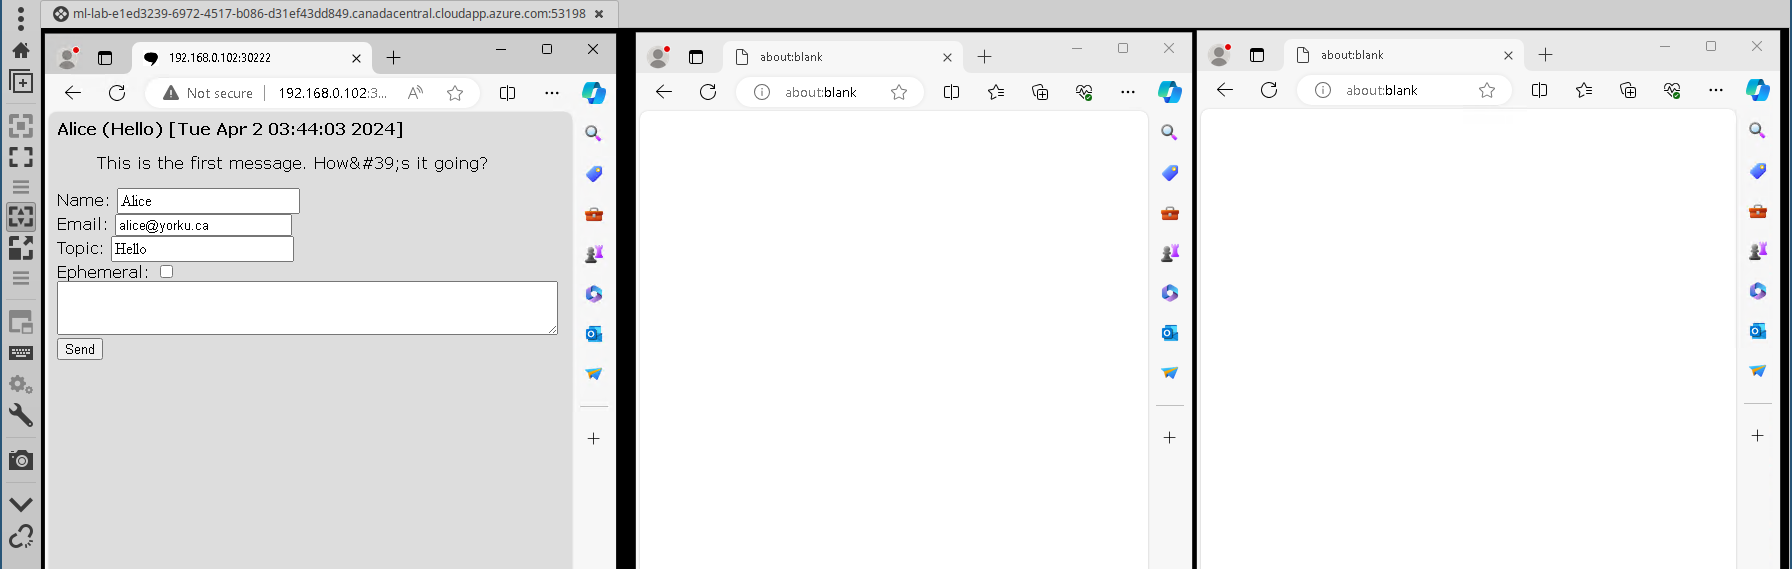 ml-lab-e1ed3239-6972-4517-b086-d31ef43dd849.canadacentral.cloudapp.azure.com:53198
192.168.0.102:30222
Not secure
192.168.0.102:3...
Alice (Hello) [Tue Apr 2 03:44:03 2024]
This is the first message. How&#39;s it going?
Name: Alice
Email: alice@yorku.ca
Topic: Hello
Ephemeral:
Send
about:blank
about:blank
about:blank
about:blank